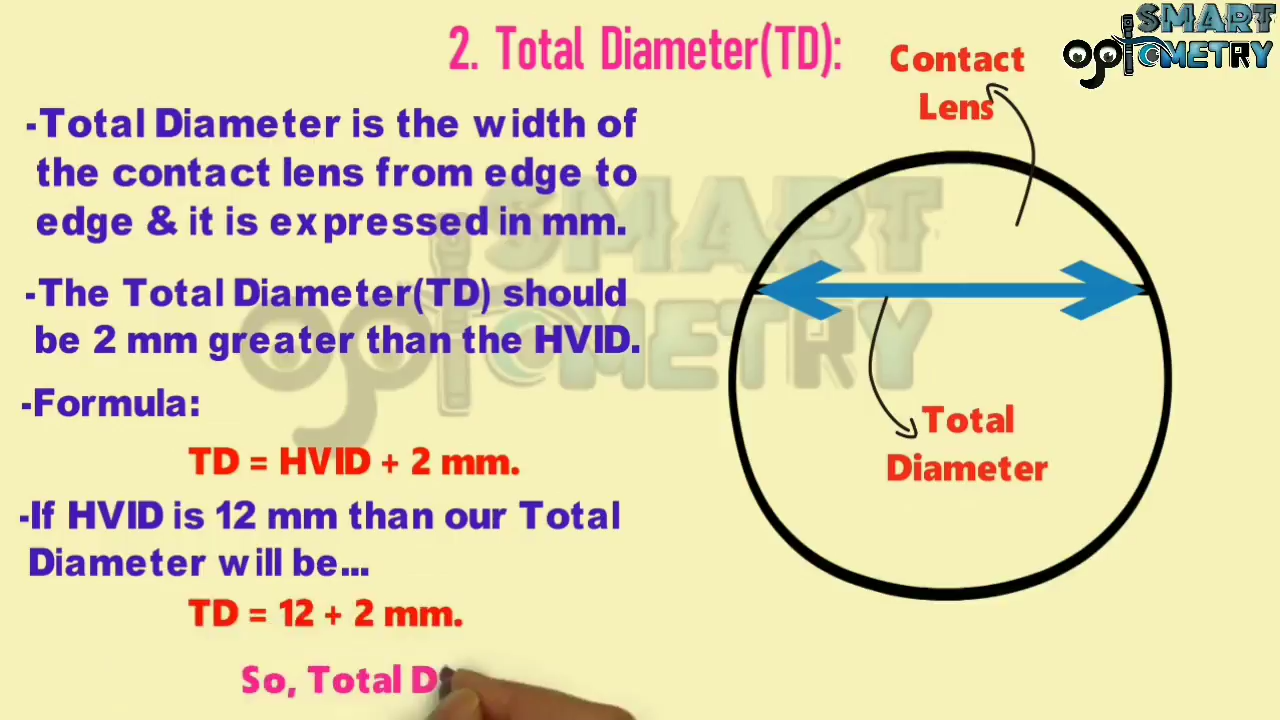 SMART
OPTOMETRY
2. Total Diameter(TD):
Contact
Lens
-Total Diameter is the width of
the contact lens from edge to
edge & it is expressed in mm.
-The Total Diameter(TD) should
be 2 mm greater than the HVID.
-Formula:
TD = HVID + 2 mm.
-If HVID is 12 mm than our Total
Diameter will be...
TD = 12 + 2 mm.
So, Total D
Total
Diameter
SMART
OPTOMETRY